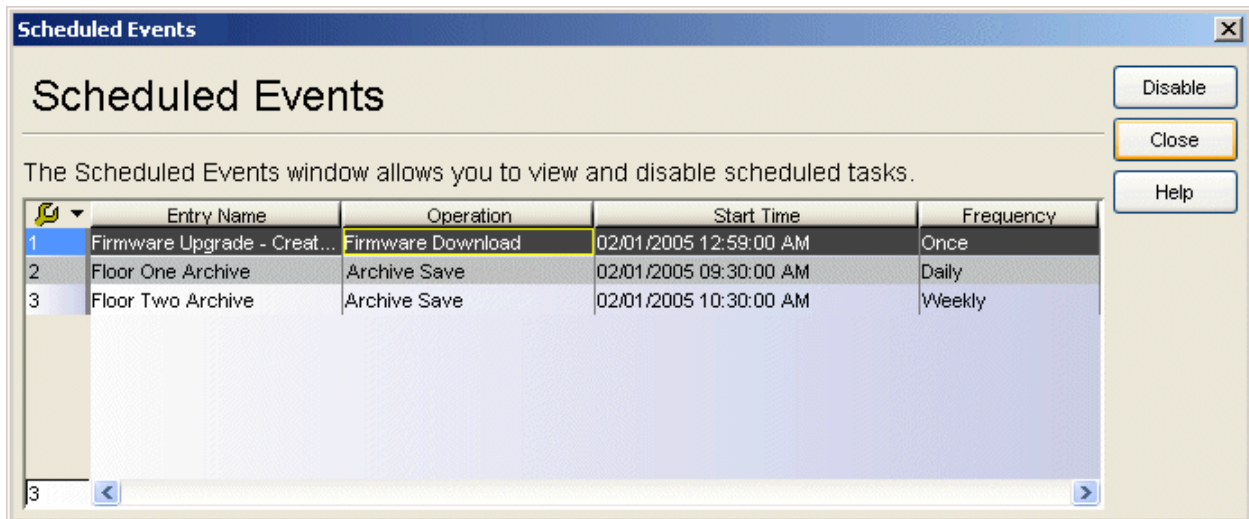 Scheduled Events
Scheduled Events
Disable
Close
Help
The Scheduled Events window allows you to view and disable scheduled tasks.
Entry Name Operation Start Time Frequency
1 Firmware Upgrade - Creat... Firmware Download 02/01/2005 12:59:00 AM Once
2 Floor One Archive Archive Save 02/01/2005 09:30:00 AM Daily
3 Floor Two Archive Archive Save 02/01/2005 10:30:00 AM Weekly
3